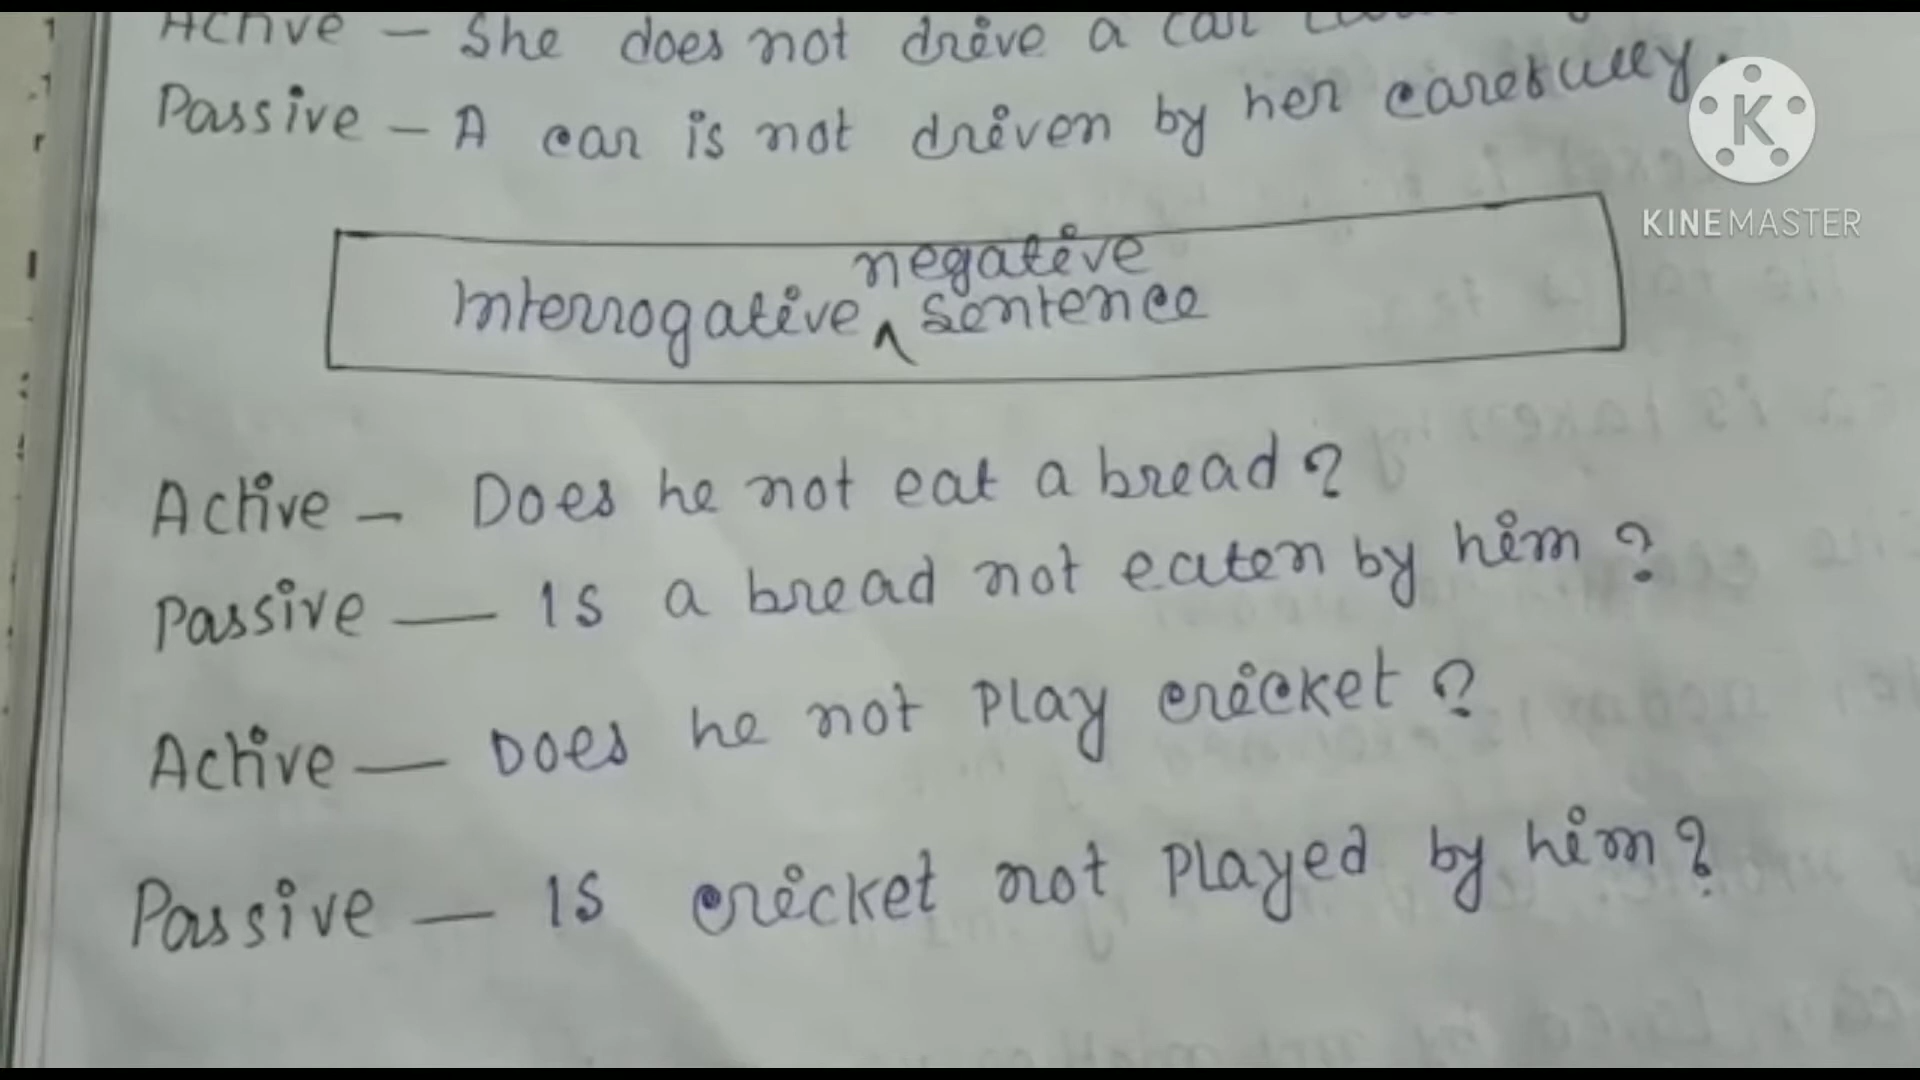 Active - She does not drive a car
Passive - A car is not driven by her carefully.
K
KINEMASTER
negative
Interrogative ^ sentence
Active - Does he not eat a bread?
Passive - Is a bread not eaten by him?
Active - Does he not play cricket?
Passive - Is cricket not played by him?